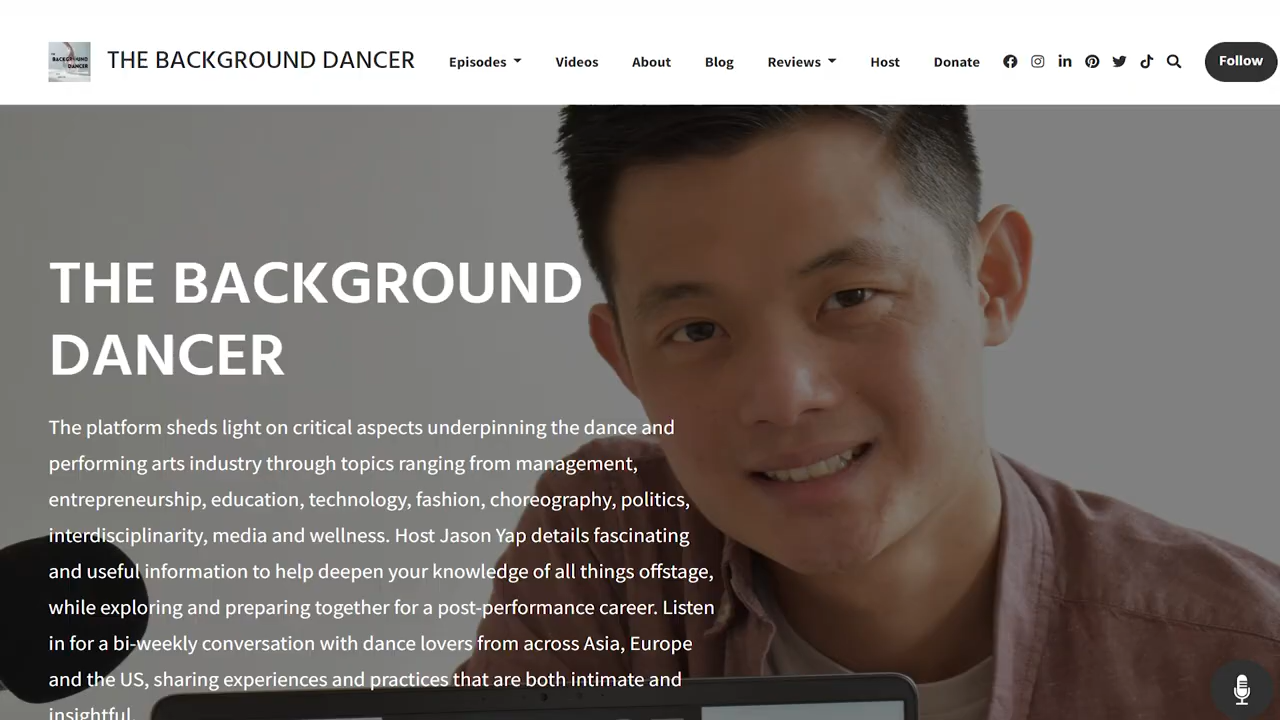 THE BACKGROUND DANCER
Episodes
Videos
About
Blog
Reviews
Host
Donate
Follow
THE BACKGROUND
DANCER
The platform sheds light on critical aspects underpinning the dance and
performing arts industry through topics ranging from management,
entrepreneurship, education, technology, fashion, choreography, politics,
interdisciplinarity, media and wellness. Host Jason Yap details fascinating
and useful information to help deepen your knowledge of all things offstage,
while exploring and preparing together for a post-performance career. Listen
in for a bi-weekly conversation with dance lovers from across Asia, Europe
and the US, sharing experiences and practices that are both intimate and
insightful.